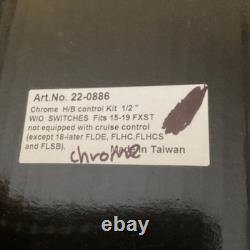 Art.No. 22-0886
Chrome H/B control Kit 1/2 "
W/O SWITCHES Fits 15-19 FXST
not equipped with cruise control
(except 18-later FLDE, FLHC,FLHCS
and FLSB).
Made in Taiwan
chrome